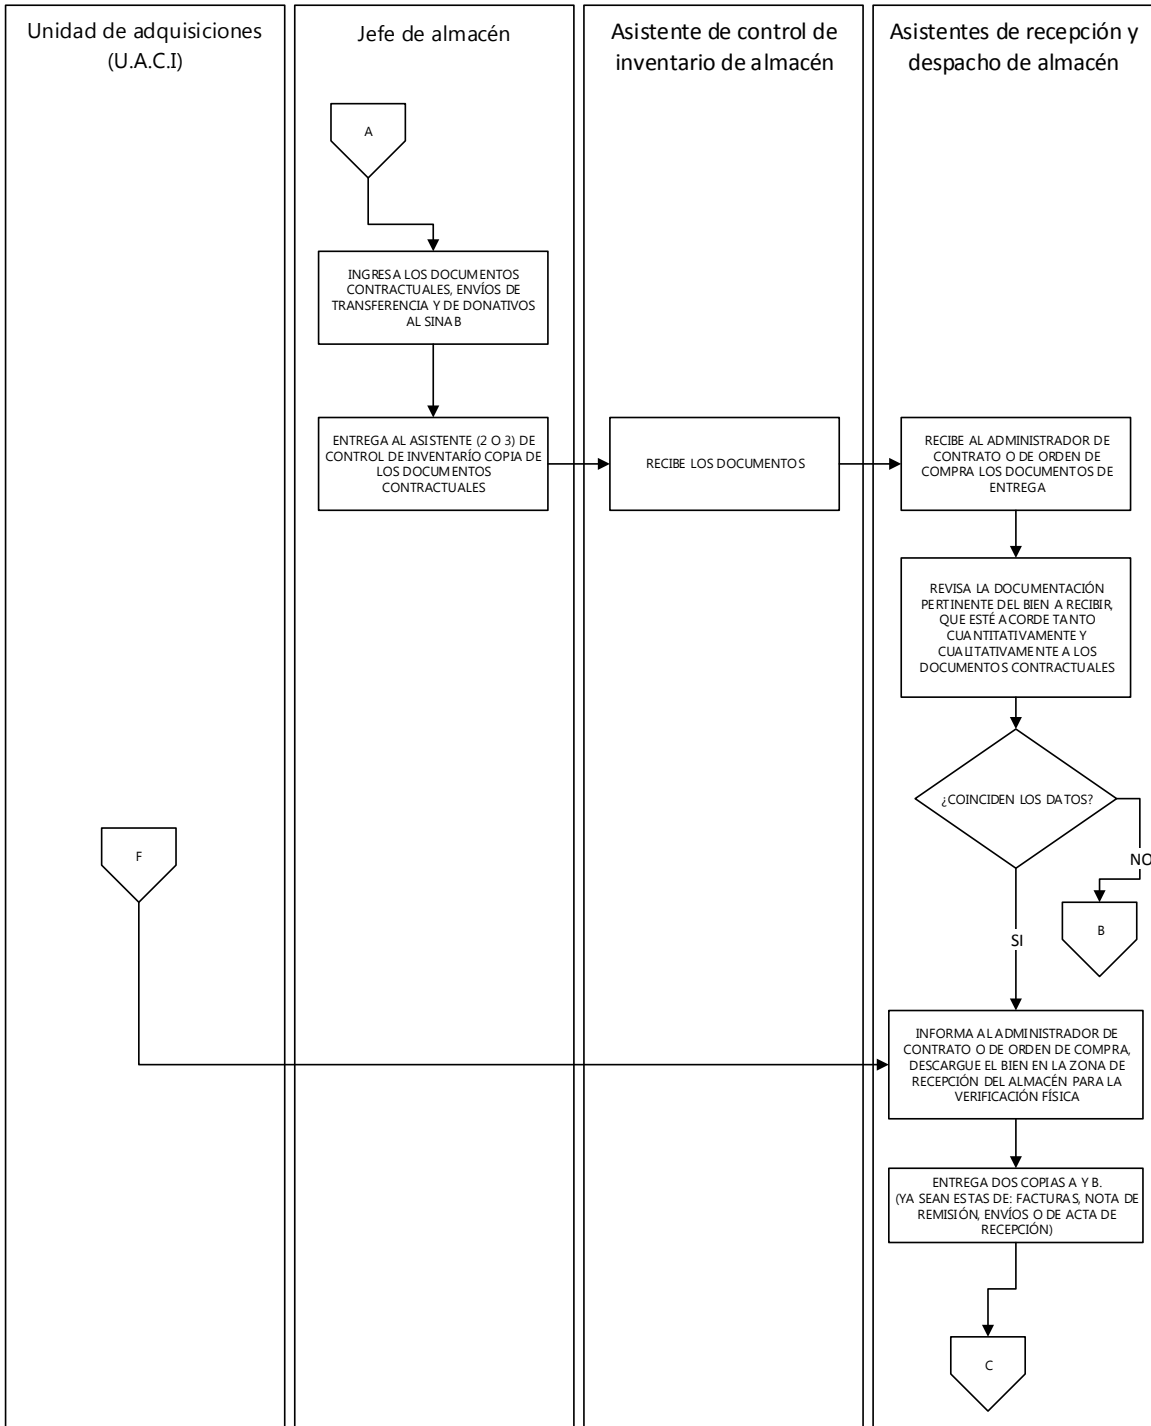 Unidad de adquisiciones
(U.A.C.I)
Jefe de almacén
Asistente de control de
inventario de almacén
Asistentes de recepción y
despacho de almacén
A
INGRESA LOS DOCUMENTOS
CONTRACTUALES, ENVÍOS DE
TRANSFERENCIA Y DE DONATIVOS
AL SINAB
ENTREGA AL ASISTENTE (2 O 3) DE
CONTROL DE INVENTARÍO COPIA DE
LOS DOCUMENTOS
CONTRACTUALES
RECIBE LOS DOCUMENTOS
RECIBE AL ADMINISTRADOR DE
CONTRATO O DE ORDEN DE
COMPRA LOS DOCUMENTOS DE
ENTREGA
REVISA LA DOCUMENTACIÓN
PERTINENTE DEL BIEN A RECIBIR,
QUE ESTÉ ACORDE TANTO
CUANTITATIVAMENTE Y
CUALITATIVAMENTE A LOS
DOCUMENTOS CONTRACTUALES
¿COINCIDEN LOS DATOS?
F
NO
B
SI
INFORMA AL ADMINISTRADOR DE
CONTRATO O DE ORDEN DE COMPRA,
DESCARGUE EL BIEN EN LA ZONA DE
RECEPCIÓN DEL ALMACÉN PARA LA
VERIFICACIÓN FÍSICA
ENTREGA DOS COPIAS A Y B.
(YA SEAN ESTAS DE: FACTURAS, NOTA DE
REMISIÓN, ENVÍOS O DE ACTA DE
RECEPCIÓN)
C